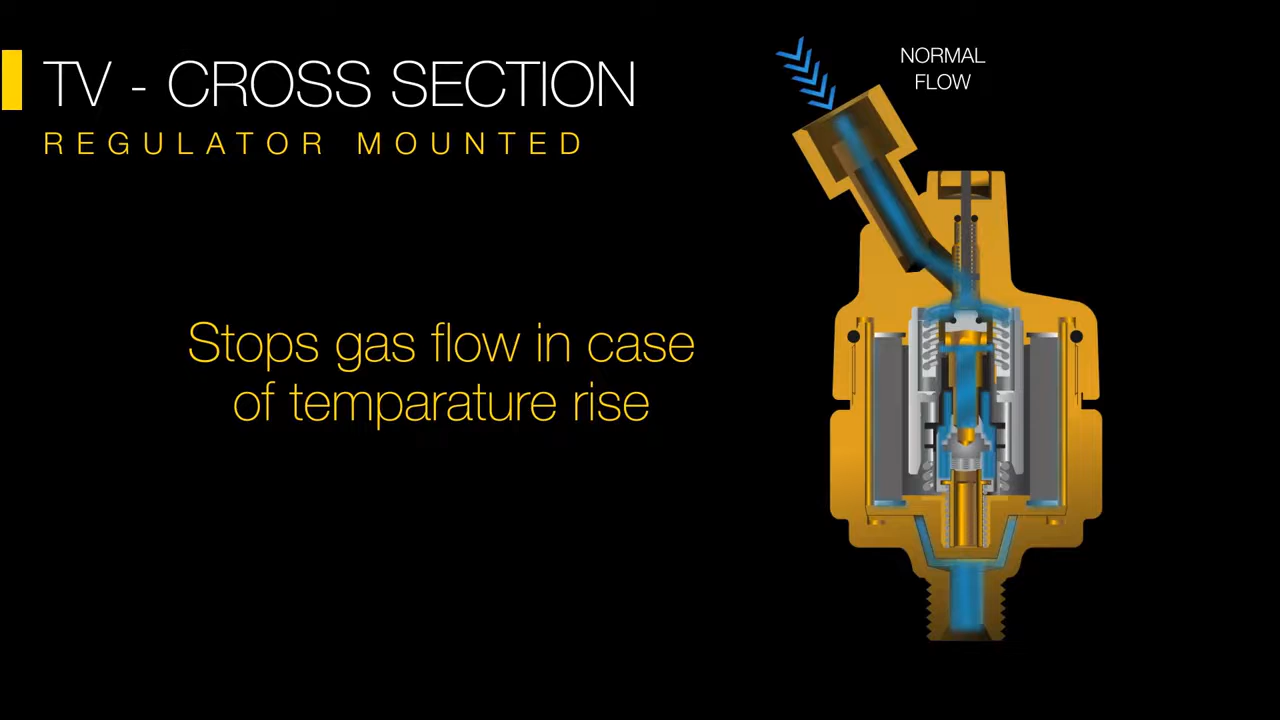 TV - CROSS SECTION
REGULATOR MOUNTED
NORMAL
FLOW
Stops gas flow in case
of temparature rise